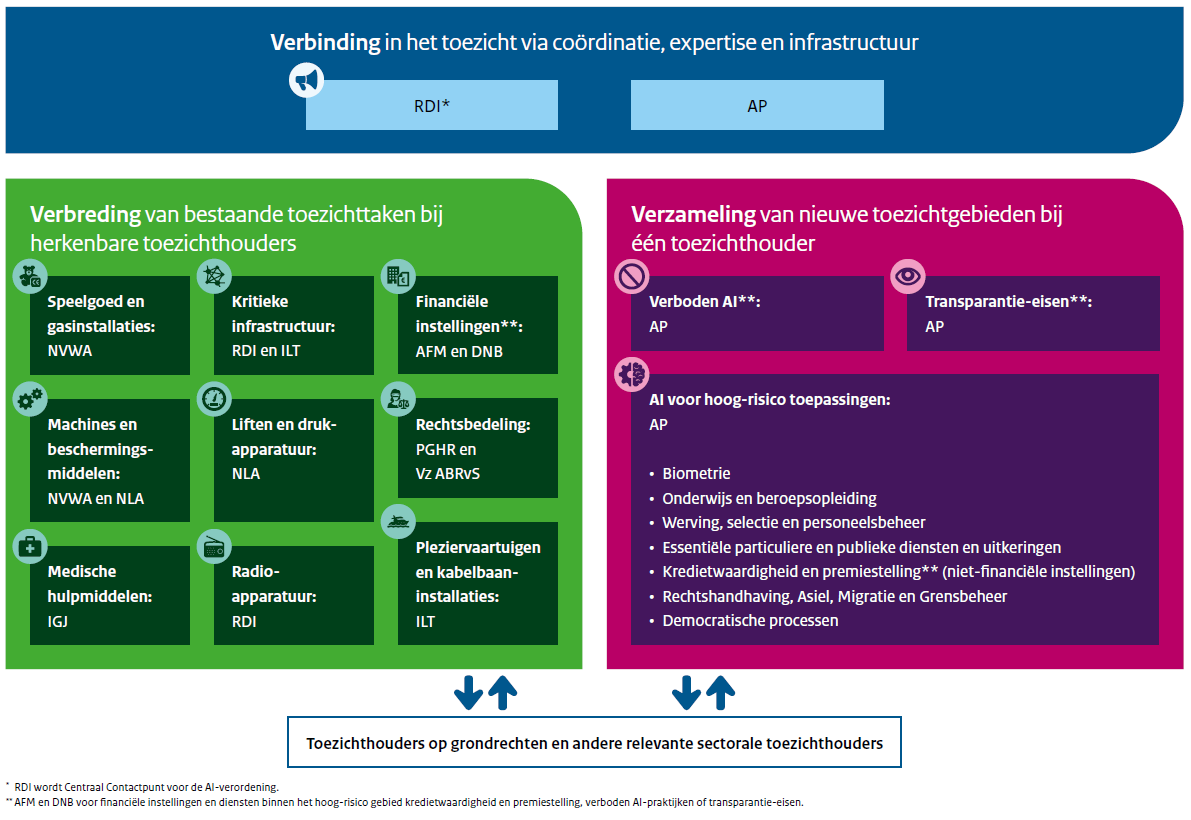 Verbinding in het toezicht via coördinatie, expertise en infrastructuur
RDI*
AP
Verbreding van bestaande toezichttaken bij
herkenbare toezichthouders
Speelgoed en
gasinstallaties:
NVWA
Kritieke
infrastructuur:
RDI en ILT
Financiële
instellingen**:
AFM en DNB
Machines en
beschermings-
middelen:
NVWA en NLA
Liften en druk-
apparatuur:
NLA
Rechtsbedeling:
PGHR en
Vz ABRvS
Medische
hulpmiddelen:
IGJ
Radio-
apparatuur:
RDI
Pleziervaartuigen
en kabelbaan-
installaties:
ILT
Verzameling van nieuwe toezichtgebieden bij
één toezichthouder
Verboden AI**:
AP
Transparantie-eisen**:
AP
AI voor hoog-risico toepassingen:
AP
• Biometrie
• Onderwijs en beroepsopleiding
• Werving, selectie en personeelsbeheer
• Essentiële particuliere en publieke diensten en uitkeringen
• Kredietwaardigheid en premiestelling** (niet-financiële instellingen)
• Rechtshandhaving, Asiel, Migratie en Grensbeheer
• Democratische processen
Toezichthouders op grondrechten en andere relevante sectorale toezichthouders
* RDI wordt Centraal Contactpunt voor de AI-verordening.
** AFM en DNB voor financiële instellingen en diensten binnen het hoog-risico gebied kredietwaardigheid en premiestelling, verboden AI-praktijken of transparantie-eisen.